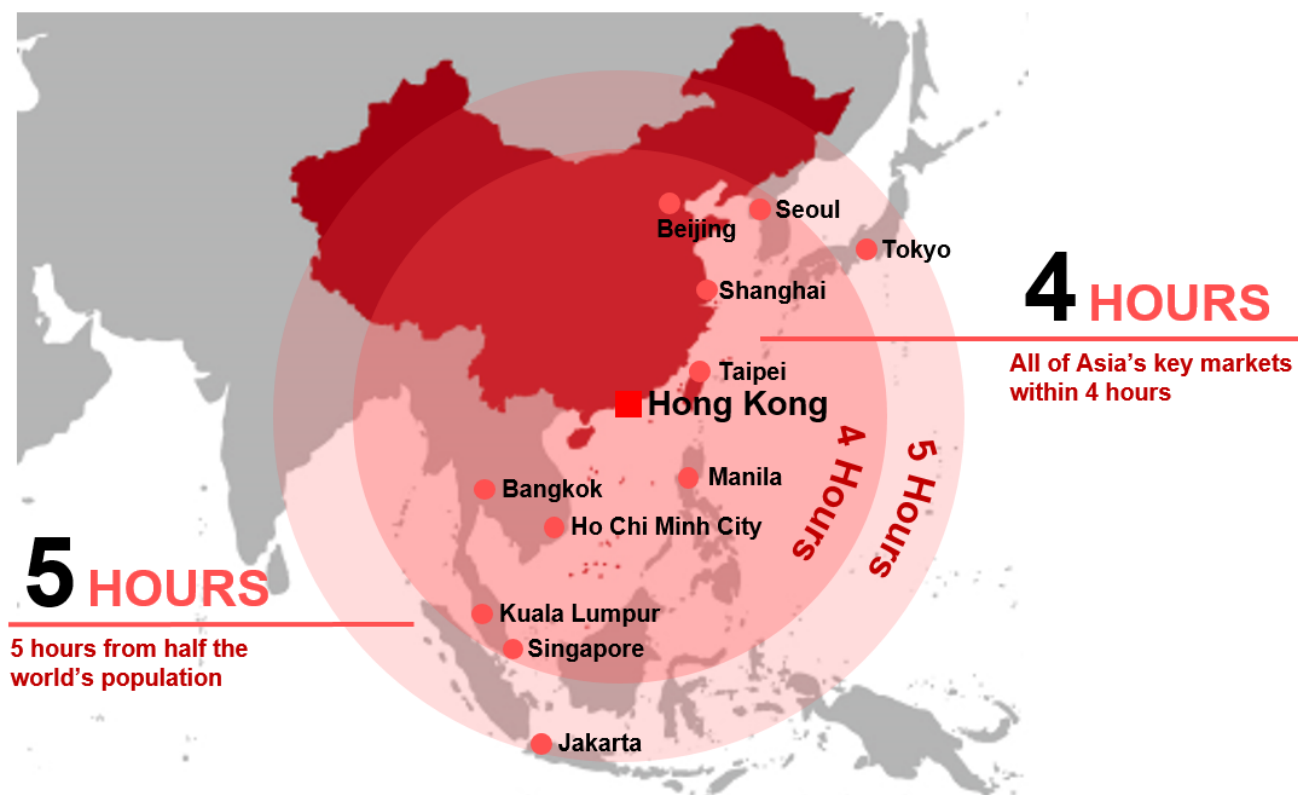 Beijing
Seoul
Tokyo
Shanghai
4 HOURS
All of Asia's key markets
within 4 hours
Taipei
Hong Kong
4 Hours
5 Hours
Manila
Bangkok
Ho Chi Minh City
5 HOURS
5 hours from half the
world's population
Kuala Lumpur
Singapore
Jakarta